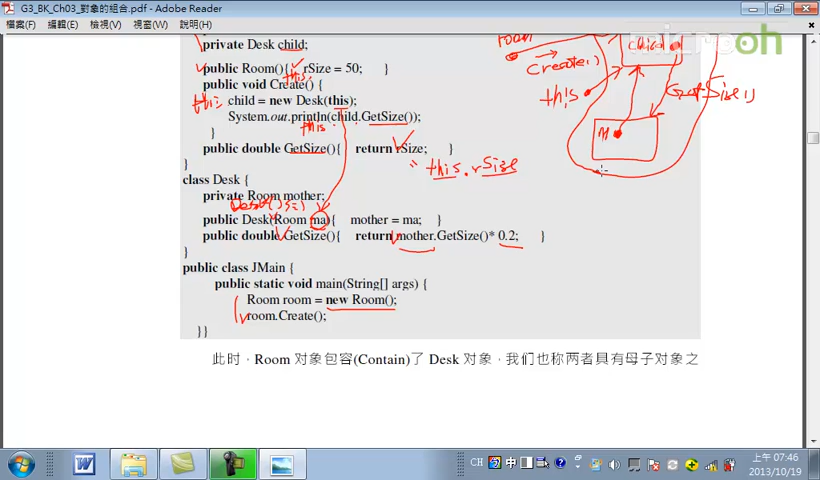 G3_BK_Ch03_對象的組合.pdf - Adobe Reader
檔案(F) 編輯(E) 檢視(V) 視窗(W) 說明(H)
microoh
private Desk child;
public Room(){ rSize = 50; }
this.
public void Create() {
this. child = new Desk(this);
System.out.println(child.GetSize());
this.
}
public double GetSize(){ return rSize; }
}
this.rSize
class Desk {
private Room mother;
public Desk(Room ma){ mother = ma; }
public double GetSize(){ return mother.GetSize()* 0.2; }
}
public class JMain {
public static void main(String[] args) {
Room room = new Room();
room.Create();
}}
room
child
Create()
this
GetSize()
此时，Room 对象包容(Contain)了 Desk 对象，我们也称两者具有母子对象之
CH 中
上午 07:46
2013/10/19